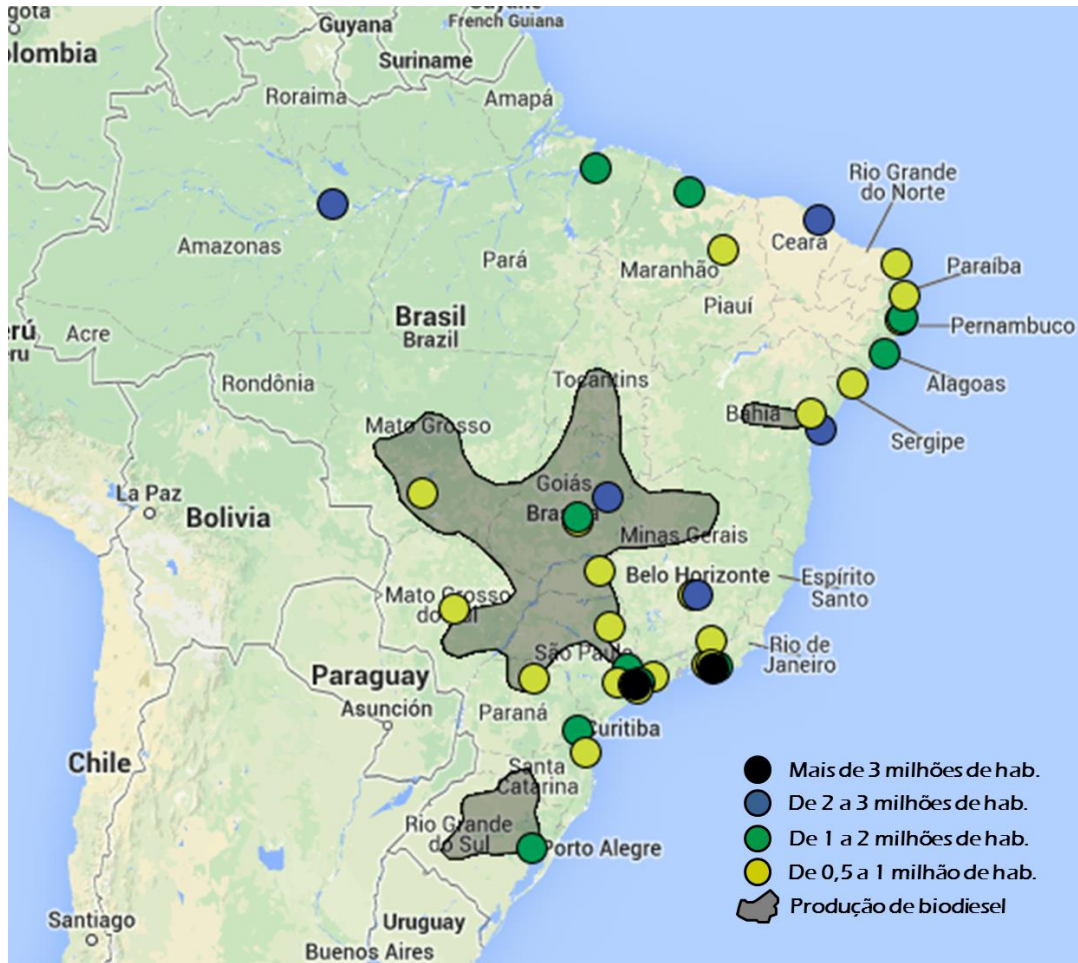 gota
Guyana
Guyane
French Guiana
olombia
Suriname
Roraima
Amapá
Rio Grande
do Norte
Amazonas
Ceará
Pará
Maranhão
Paraíba
Piauí
Brasil
Brazil
Pernambuco
erú
eru
Acre
Rondônia
Tocantins
Alagoas
Bahia
Mato Grosso
Sergipe
La Paz
Goiás
Bolivia
Minas Gerais
Belo Horizonte
Espírito
Santo
Mato Grosso
do Sul
Rio de
Janeiro
São Paulo
Paraguay
Asunción
Paraná
Curitiba
Chile
Santa
Catarina
Rio Grande
do Sul
Porto Alegre
Santiago
Uruguay
Buenos Aires
Mais de 3 milhões de hab.
De 2 a 3 milhões de hab.
De 1 a 2 milhões de hab.
De 0,5 a 1 milhão de hab.
Produção de biodiesel